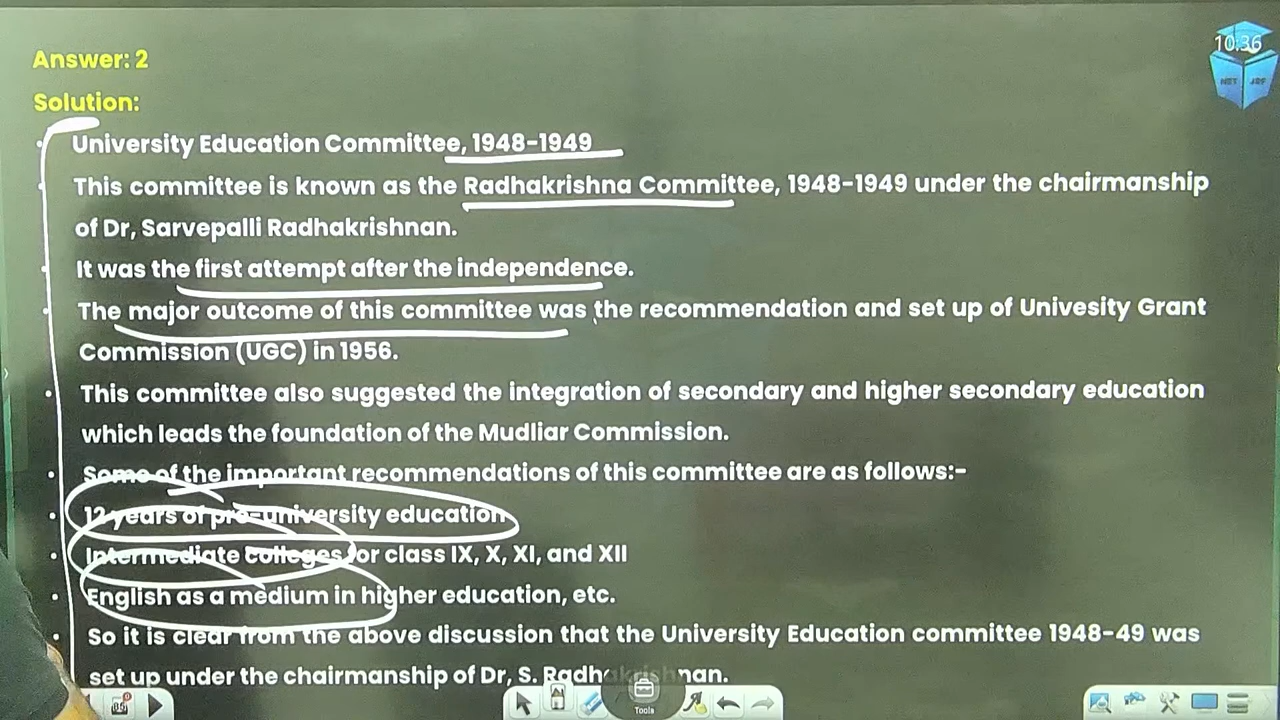 10:36
NET JRF
Answer: 2
Solution:
• University Education Committee, 1948-1949
• This committee is known as the Radhakrishna Committee, 1948-1949 under the chairmanship
of Dr, Sarvepalli Radhakrishnan.
• It was the first attempt after the independence.
• The major outcome of this committee was the recommendation and set up of Univesity Grant
Commission (UGC) in 1956.
• This committee also suggested the integration of secondary and higher secondary education
which leads the foundation of the Mudliar Commission.
• Some of the important recommendations of this committee are as follows:-
• 12 years of pre-university education
• Intermediate colleges for class IX, X, XI, and XII
• English as a medium in higher education, etc.
• So it is clear from the above discussion that the University Education committee 1948-49 was
set up under the chairmanship of Dr, S. Radhakrishnan.
Tools